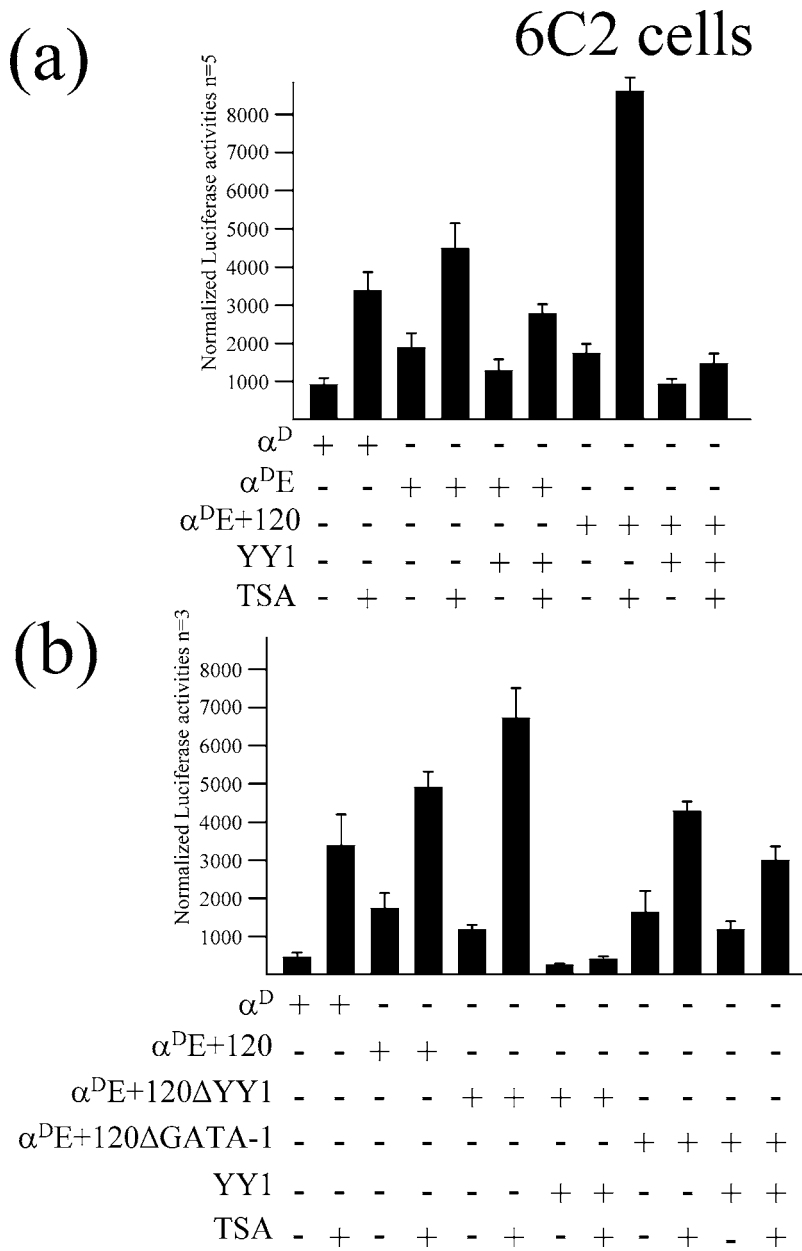 6C2 cells
(a)
Normalized Luciferase activities n=5
8000
7000
6000
5000
4000
3000
2000
1000
αᴰ + + - - - - - - - -
αᴰE - - + + + + - - - -
αᴰE+120 - - - - - - + + + +
YY1 - - - - + + - - + +
TSA - + - + - + - + - +
(b)
Normalized Luciferase activities n=3
8000
7000
6000
5000
4000
3000
2000
1000
αᴰ + + - - - - - - - - - -
αᴰE+120 - - + + - - - - - - - -
αᴰE+120ΔYY1 - - - - + + + + - - - -
αᴰE+120ΔGATA-1 - - - - - - - - + + + +
YY1 - - - - - - + + - - + +
TSA - + - + - + - + - + - +